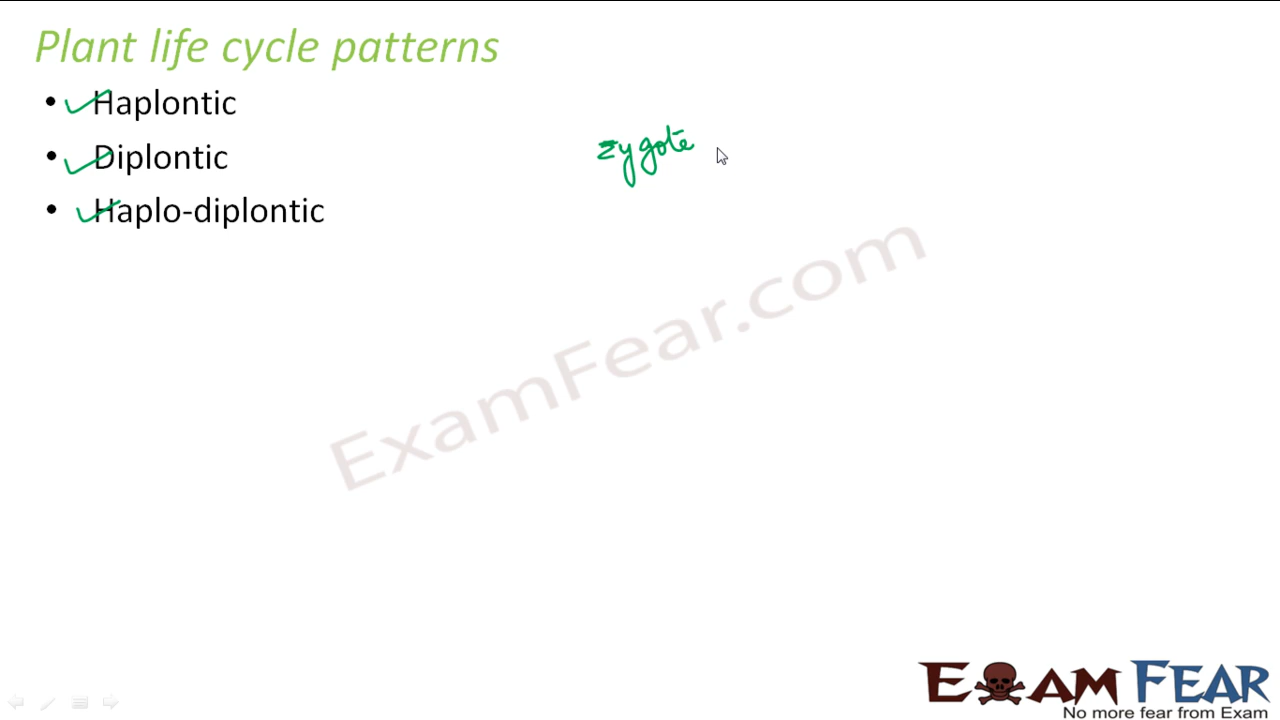 Plant life cycle patterns
• Haplontic
• Diplontic
• Haplo-diplontic
zygote
ExamFear.com
EXAM FEAR
No more fear from Exam